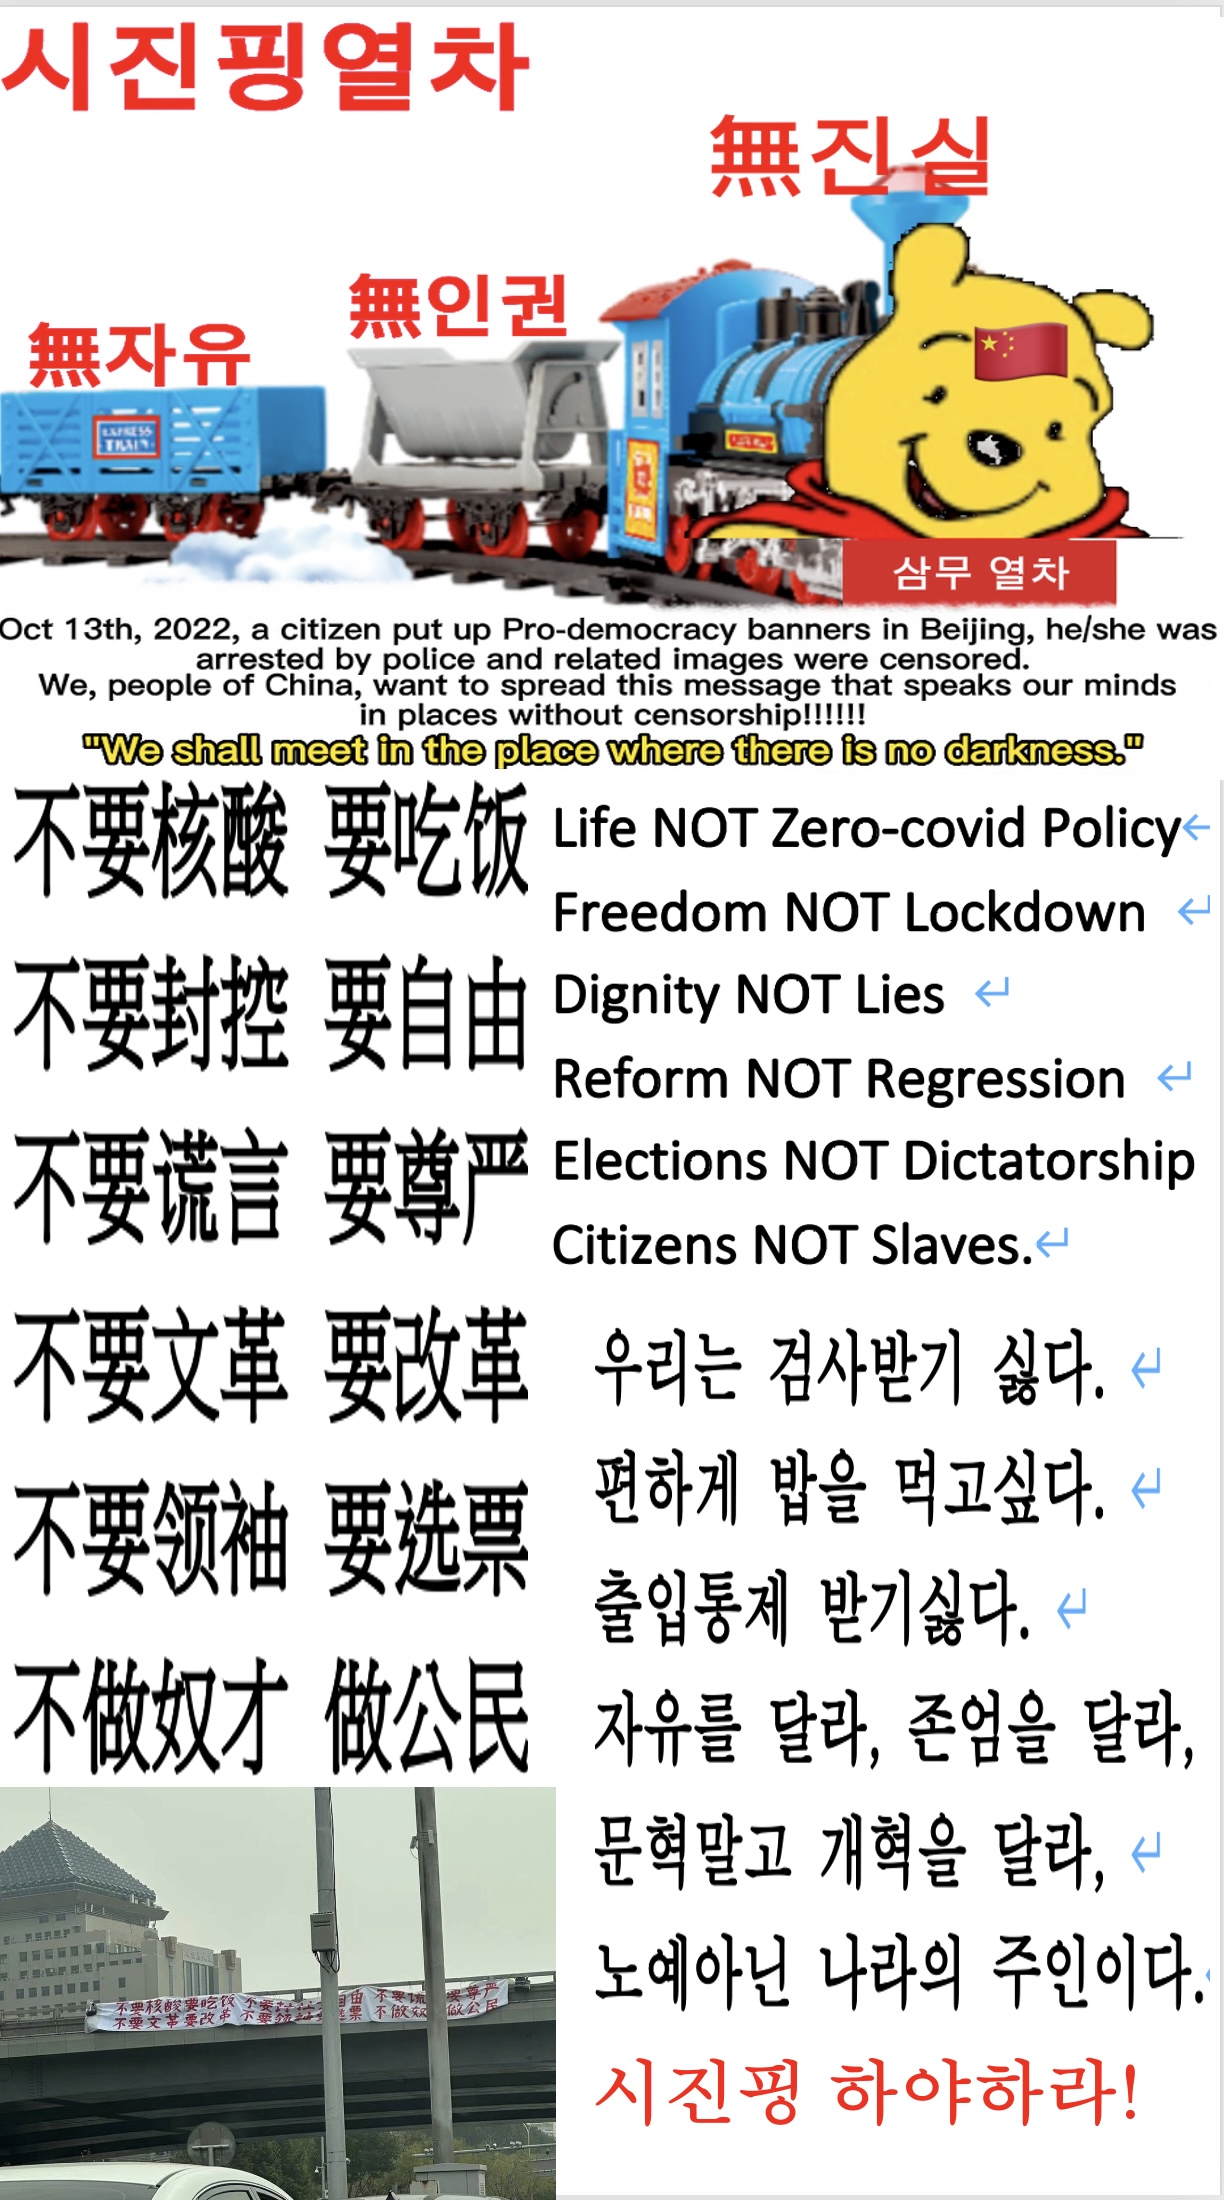 시진핑열차
無진실
無인권
無자유
EXPRESS
TRAIN
삼무 열차
Oct 13th, 2022, a citizen put up Pro-democracy banners in Beijing, he/she was
arrested by police and related images were censored.
We, people of China, want to spread this message that speaks our minds
in places without censorship!!!!!!
"We shall meet in the place where there is no darkness."
不要核酸 要吃饭
不要封控 要自由
不要谎言 要尊严
不要文革 要改革
不要领袖 要选票
不做奴才 做公民
Life NOT Zero-covid Policy
Freedom NOT Lockdown
Dignity NOT Lies
Reform NOT Regression
Elections NOT Dictatorship
Citizens NOT Slaves.
우리는 검사받기 싫다.
편하게 밥을 먹고싶다.
출입통제 받기싫다.
자유를 달라, 존엄을 달라,
문혁말고 개혁을 달라,
노예아닌 나라의 주인이다.
시진핑 하야하라!
不要核酸要吃饭 不要 自由 不要谎 要尊严
不要文革要改革 不要领 票 不做奴 做公民